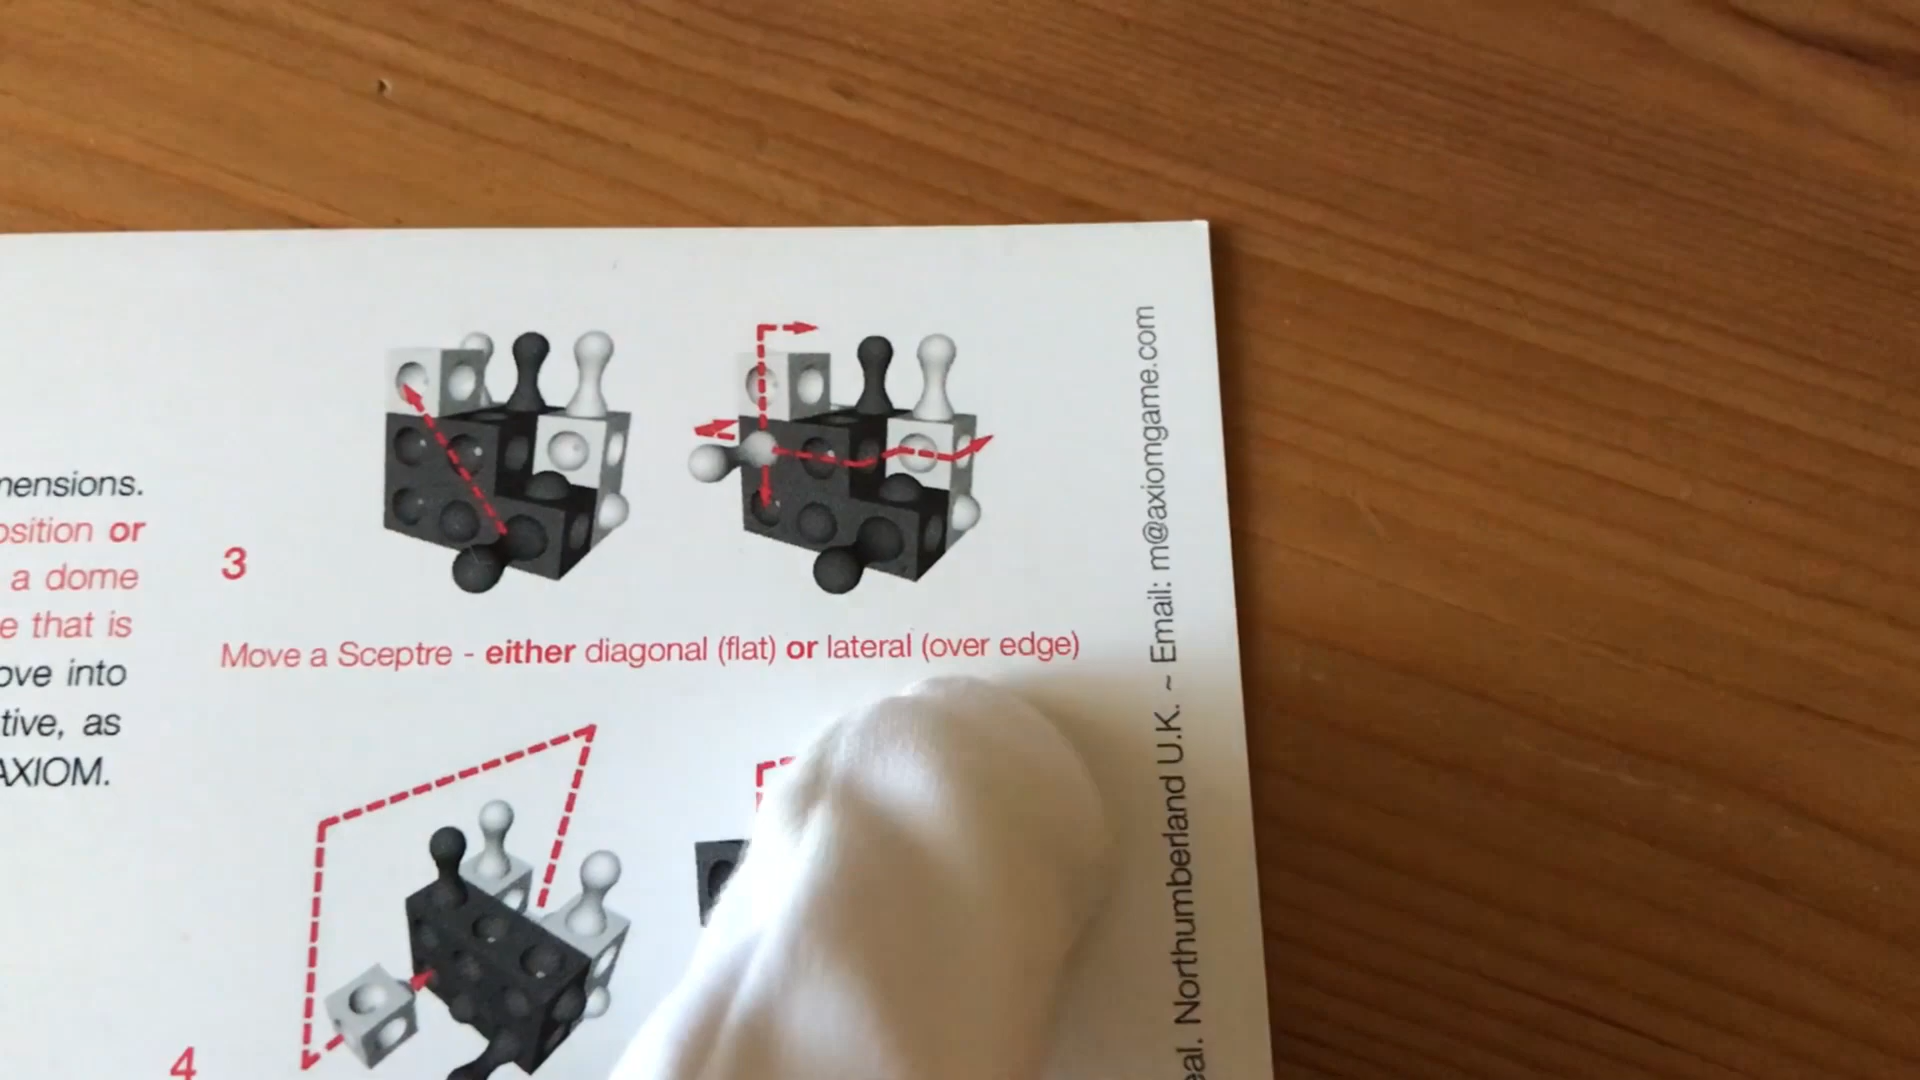 mensions.
osition or
a dome
e that is
ove into
tive, as
AXIOM.
3
Move a Sceptre - either diagonal (flat) or lateral (over edge)
4
eal. Northumberland U.K. ~ Email: m@axiomgame.com